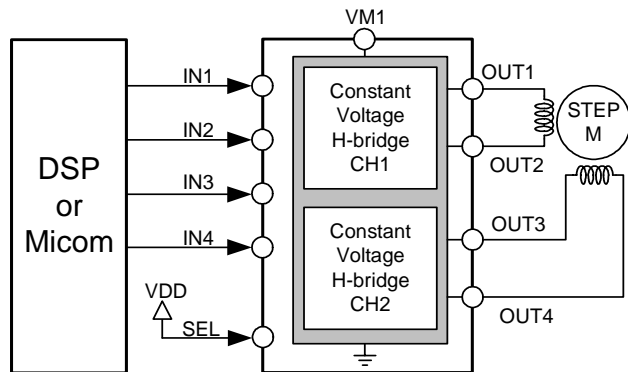 VM1
IN1
IN2
IN3
IN4
DSP
or
Micom
VDD
SEL
Constant
Voltage
H-bridge
CH1
Constant
Voltage
H-bridge
CH2
OUT1
OUT2
OUT3
OUT4
STEP
M